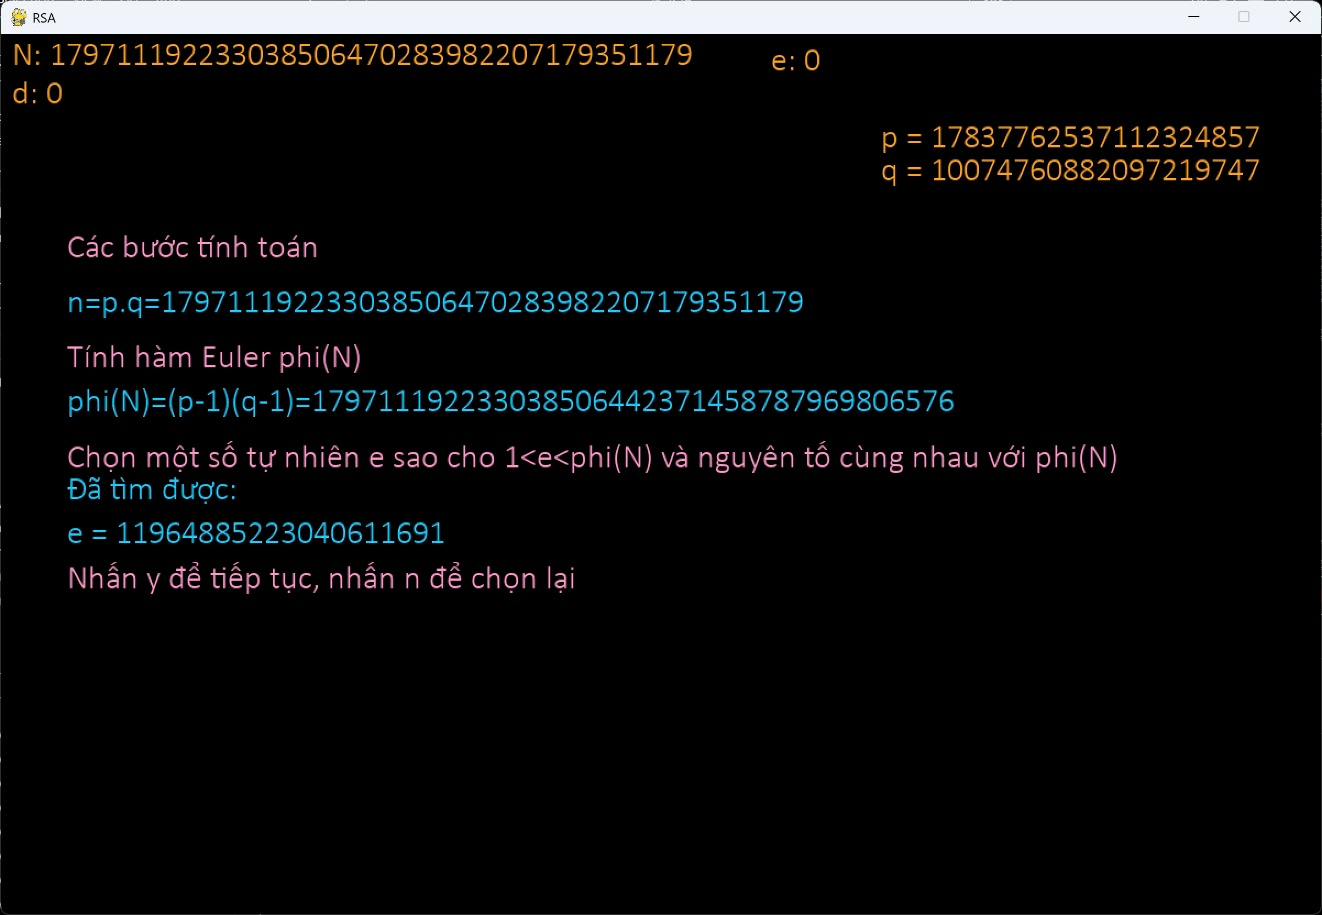 RSA
N: 179711192233038506470283982207179351179
e: 0
d: 0
p = 17837762537112324857
q = 10074760882097219747
Các bước tính toán
n=p.q=179711192233038506470283982207179351179
Tính hàm Euler phi(N)
phi(N)=(p-1)(q-1)=179711192233038506442371458787969806576
Chọn một số tự nhiên e sao cho 1<e<phi(N) và nguyên tố cùng nhau với phi(N)
Đã tìm được:
e = 11964885223040611691
Nhấn y để tiếp tục, nhấn n để chọn lại